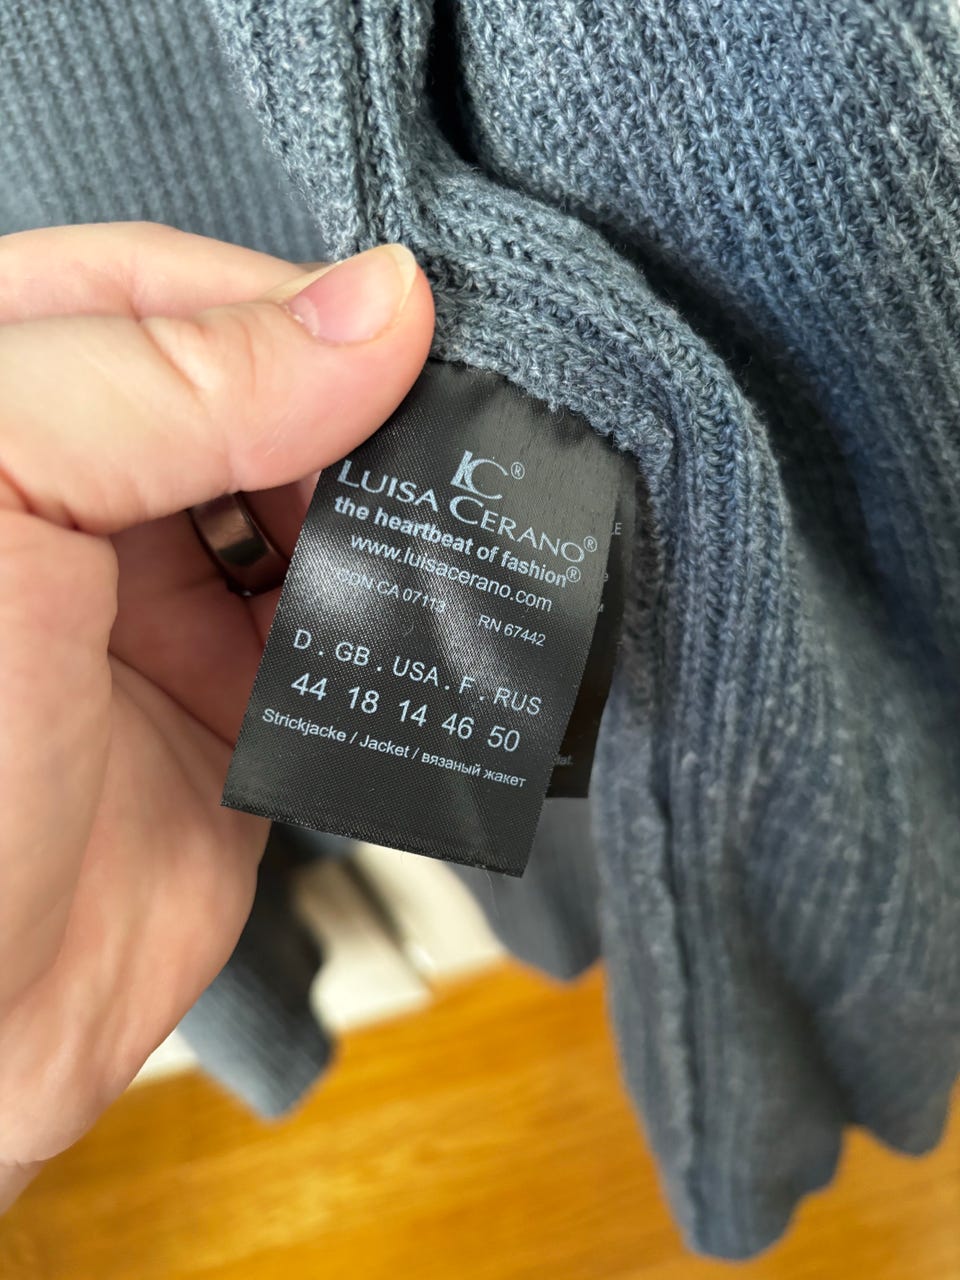 LC®
LUISA CERANO®
the heartbeat of fashion®
www.luisacerano.com
CDN-CA 07113 RN 67442
D . GB . USA . F . RUS
44 18 14 46 50
Strickjacke / Jacket / вязаный жакет